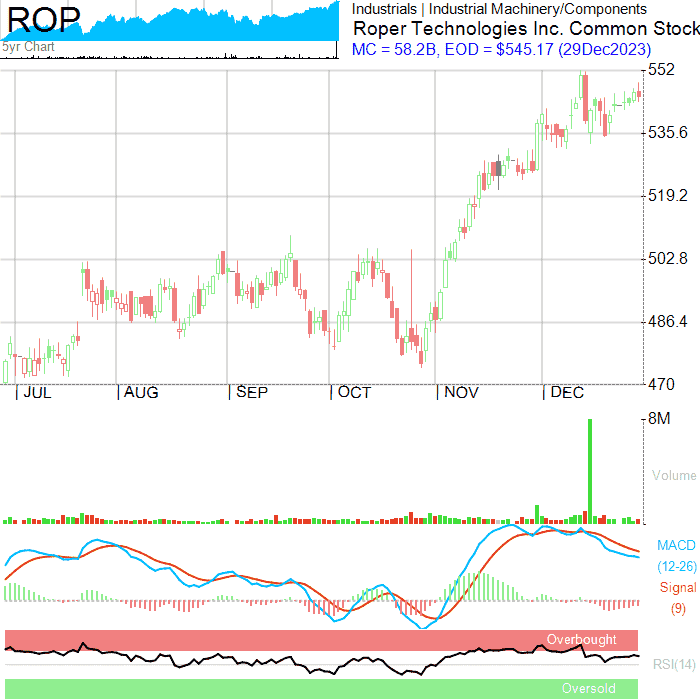 ROP
5yr Chart
Industrials | Industrial Machinery/Components
Roper Technologies Inc. Common Stock
MC = 58.2B, EOD = $545.17 (29Dec2023)
552
535.6
519.2
502.8
486.4
470
JUL AUG SEP OCT NOV DEC
8M
Volume
MACD
(12-26)
Signal
(9)
Overbought
RSI(14)
Oversold